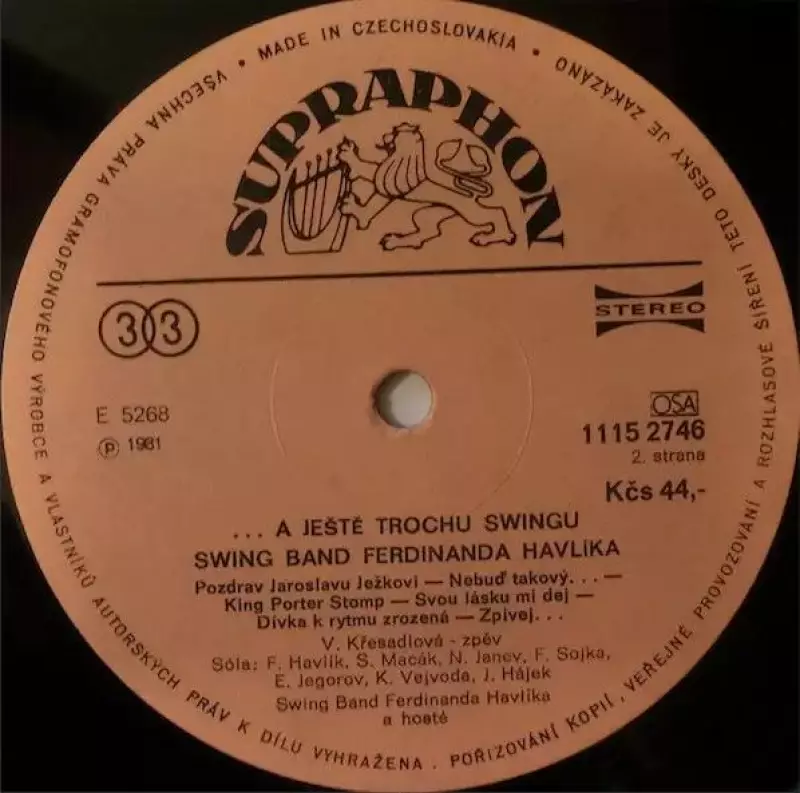 VŠECHNA PRÁVA GRAMOFONOVÉHO VÝROBCE A VLASTNÍKŮ AUTORSKÝCH PRÁV K DÍLU VYHRAŽENA . POŘIZOVÁNÍ KOPIÍ , VEŘEJNÉ PROVOZOVÁNÍ A ROZHLASOVÉ ŠÍŘENÍ TÉTO DESKY JE ZAKÁZÁNO • MADE IN CZECHOSLOVAKIA •
SUPRAPHON
33
STEREO
E 5268
OSA
Ⓟ 1981
1115 2746
2. strana
Kčs 44,-
... A JEŠTĚ TROCHU SWINGU
SWING BAND FERDINANDA HAVLÍKA
Pozdrav Jaroslavu Ježkovi — Nebuď takový. . . —
King Porter Stomp — Svou lásku mi dej —
Dívka k rytmu zrozená — Zpívej. . .
V. Křesadlová - zpěv
Sóla: F. Havlík, S. Macák, N. Janev, F. Sojka,
E. Jegorov, K. Vejvoda, J. Hájek
Swing Band Ferdinanda Havlíka
a hosté